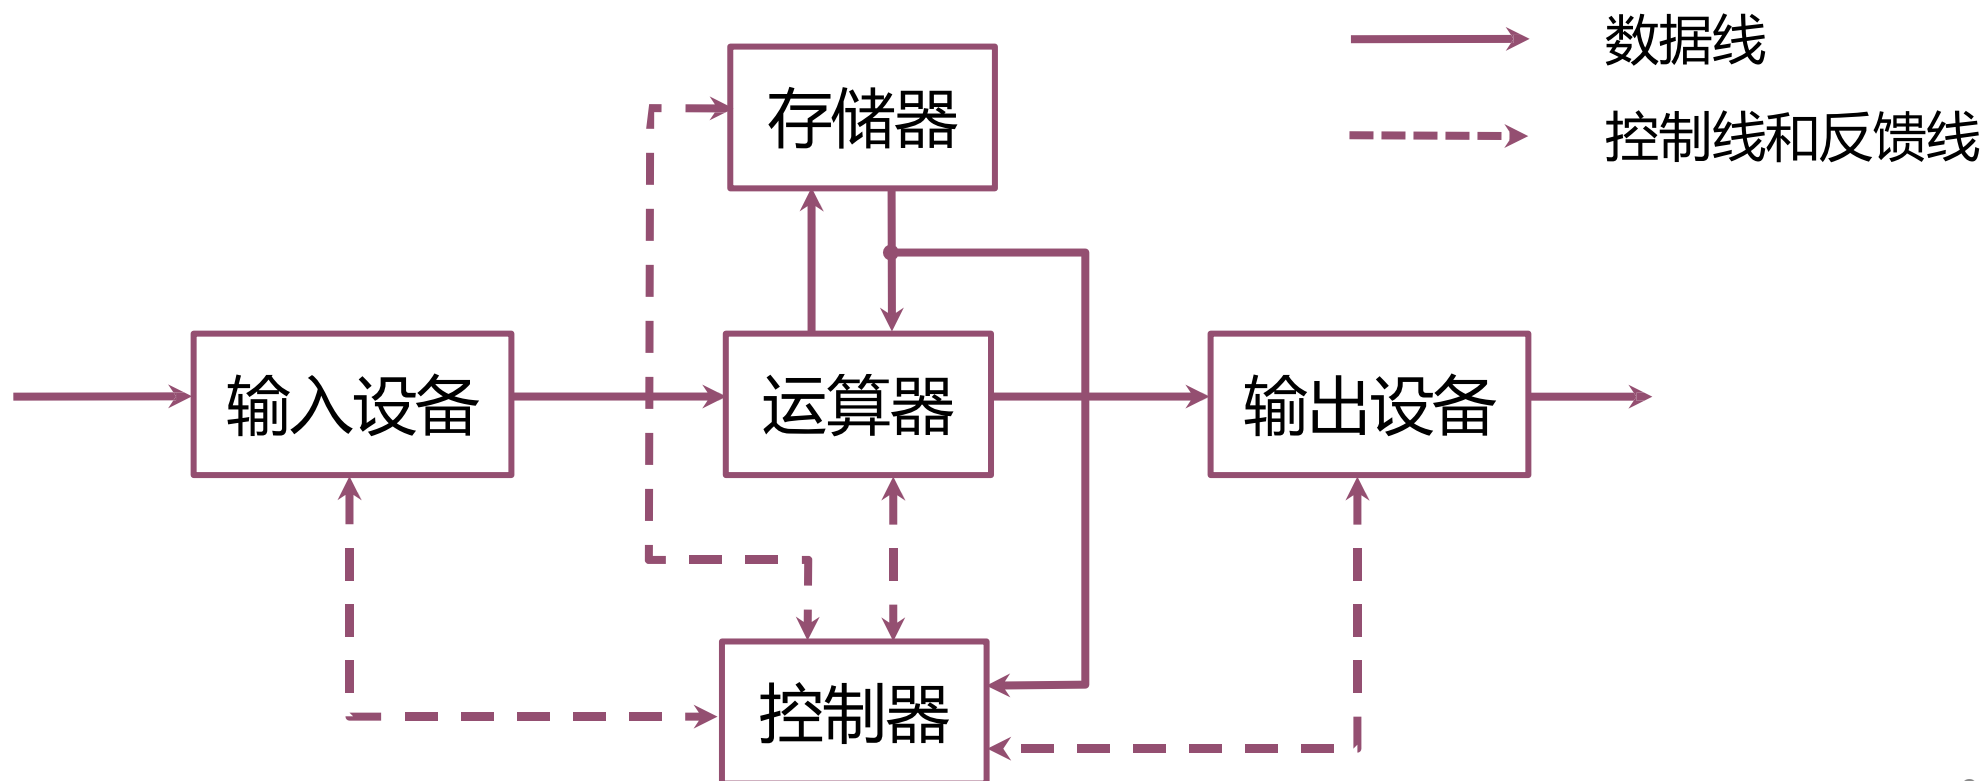 数据线
存储器
控制线和反馈线
输入设备
运算器
输出设备
控制器